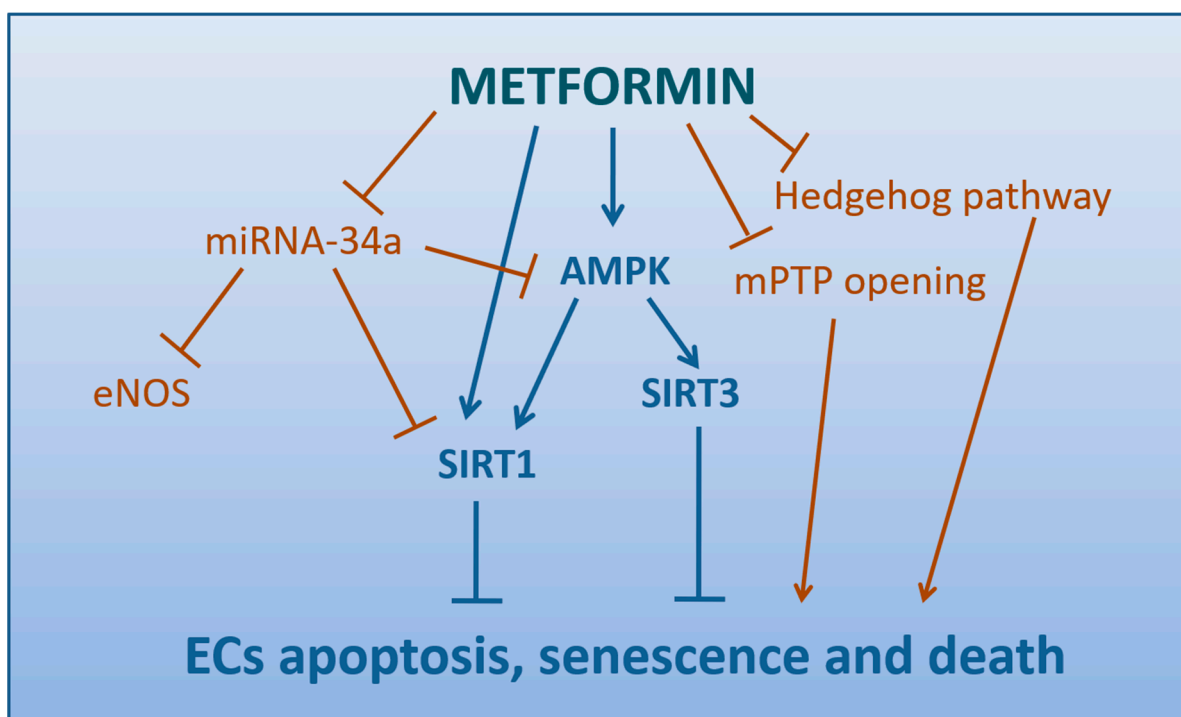 METFORMIN
Hedgehog pathway
miRNA-34a
AMPK
mPTP opening
eNOS
SIRT3
SIRT1
ECs apoptosis, senescence and death